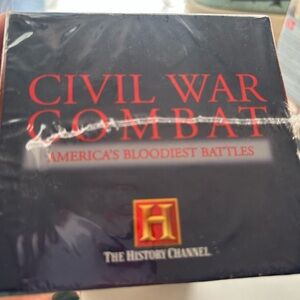 CIVIL WAR
COMBAT
AMERICA'S BLOODIEST BATTLES
H
THE HISTORY CHANNEL